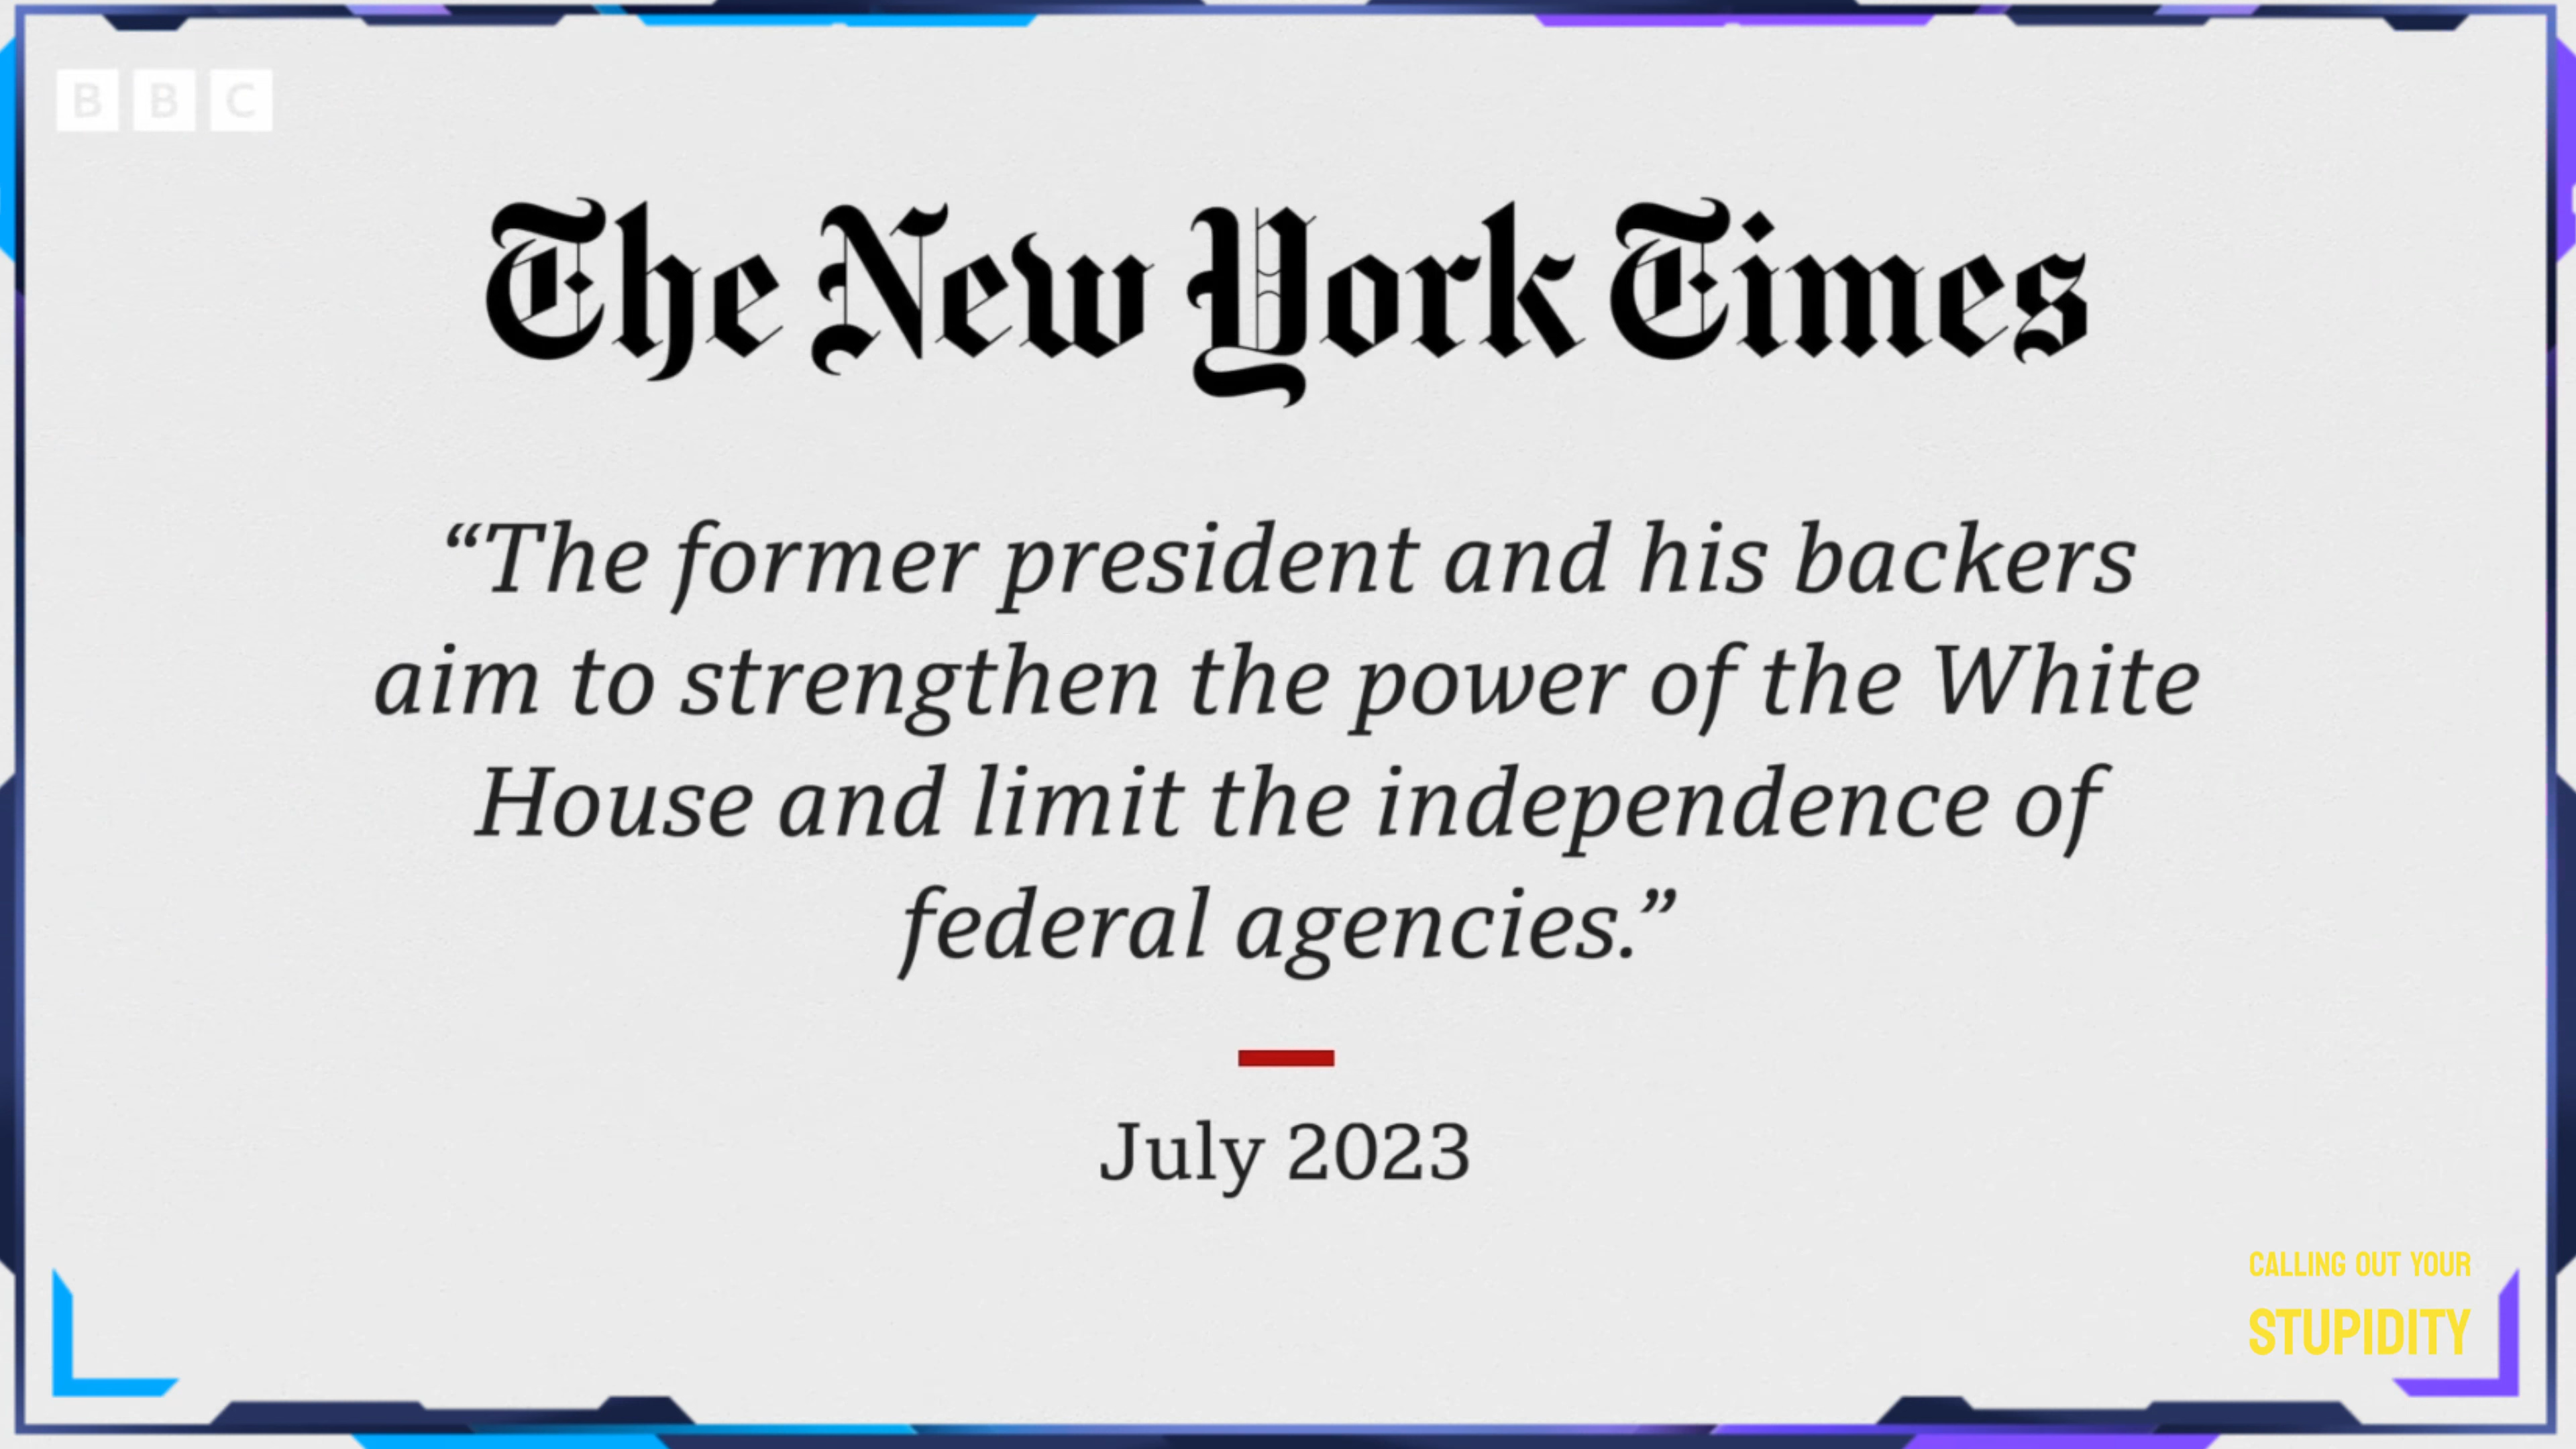 BBC
The New York Times
“The former president and his backers
aim to strengthen the power of the White
House and limit the independence of
federal agencies.”
July 2023
CALLING OUT YOUR
STUPIDITY